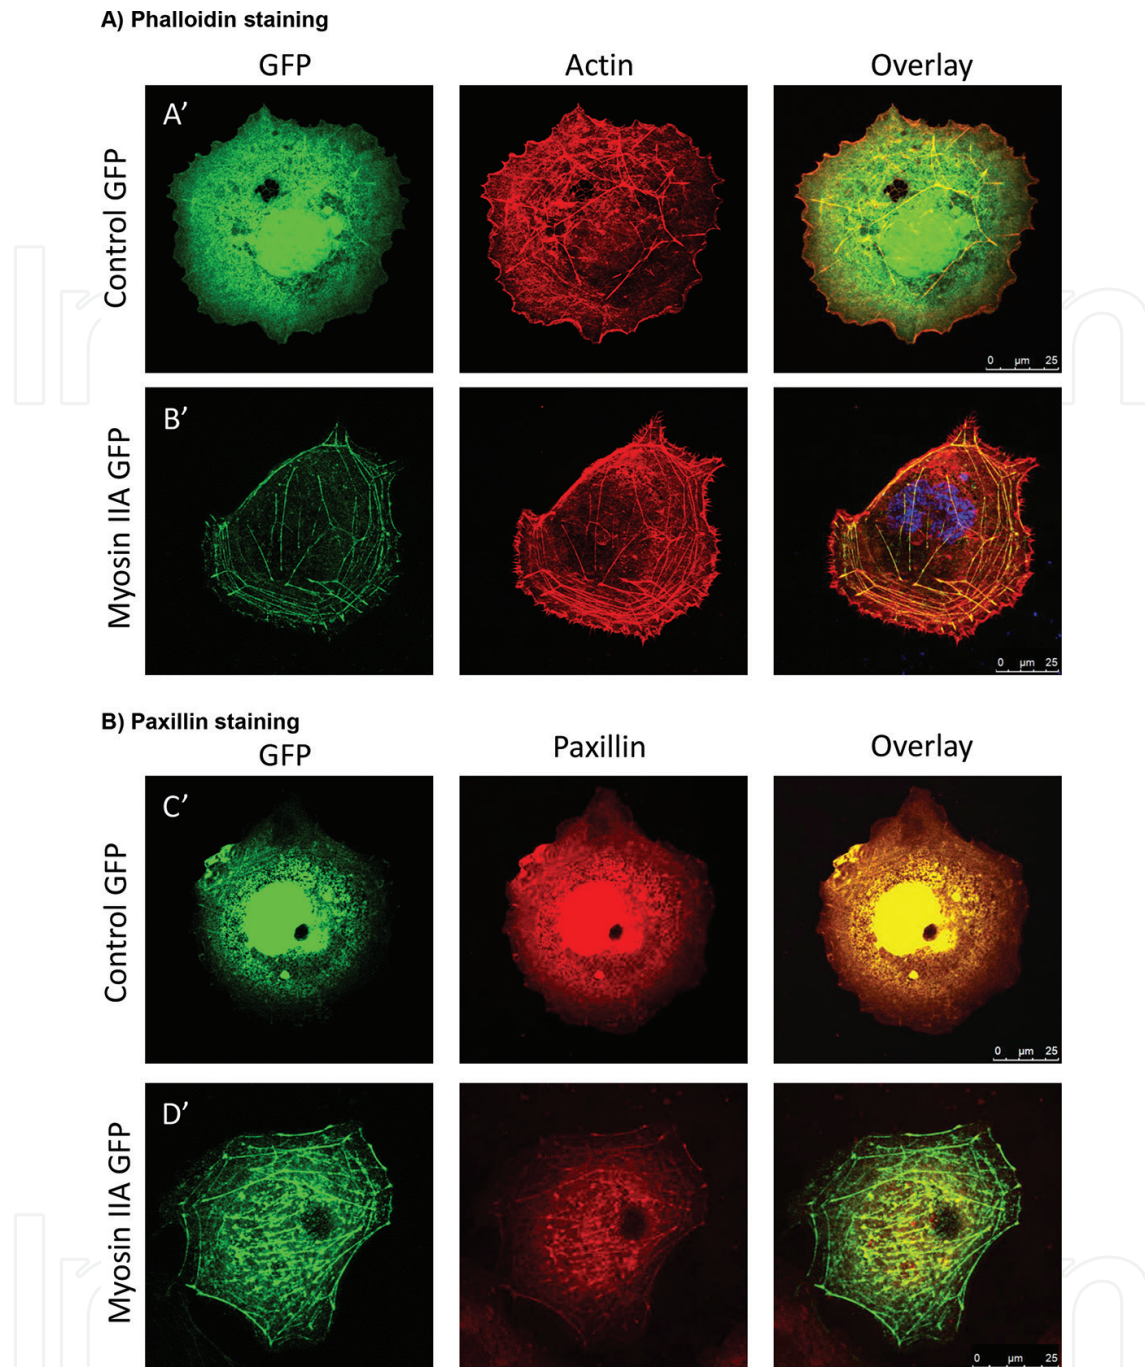 A) Phalloidin staining
GFP Actin Overlay
Control GFP
A’
0 µm 25
Myosin IIA GFP
B’
0 µm 25
B) Paxillin staining
GFP Paxillin Overlay
Control GFP
C’
0 µm 25
Myosin IIA GFP
D’
0 µm 25